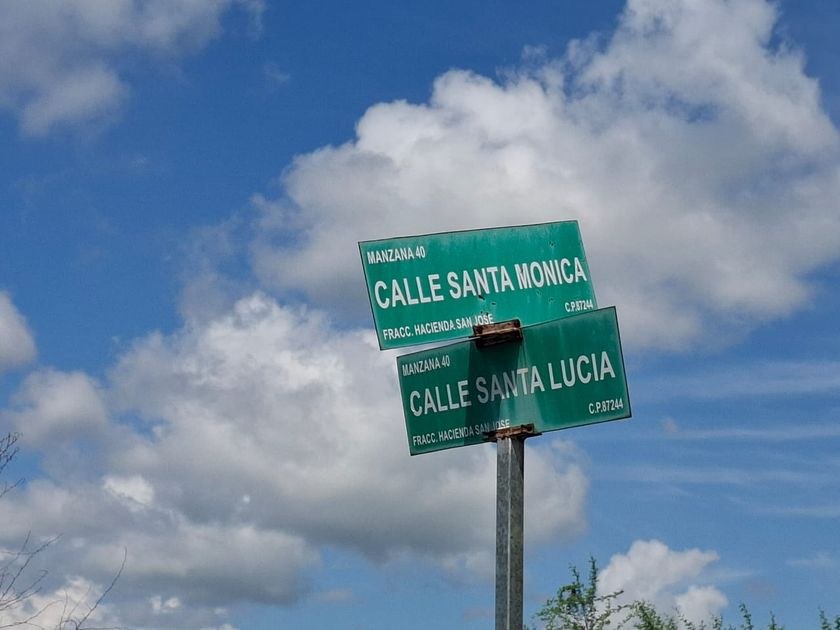 MANZANA 40
CALLE SANTA MONICA
C.P.87244
FRACC. HACIENDA SAN JOSE
MANZANA 40
CALLE SANTA LUCIA
C.P.87244
FRACC. HACIENDA SAN JOSE